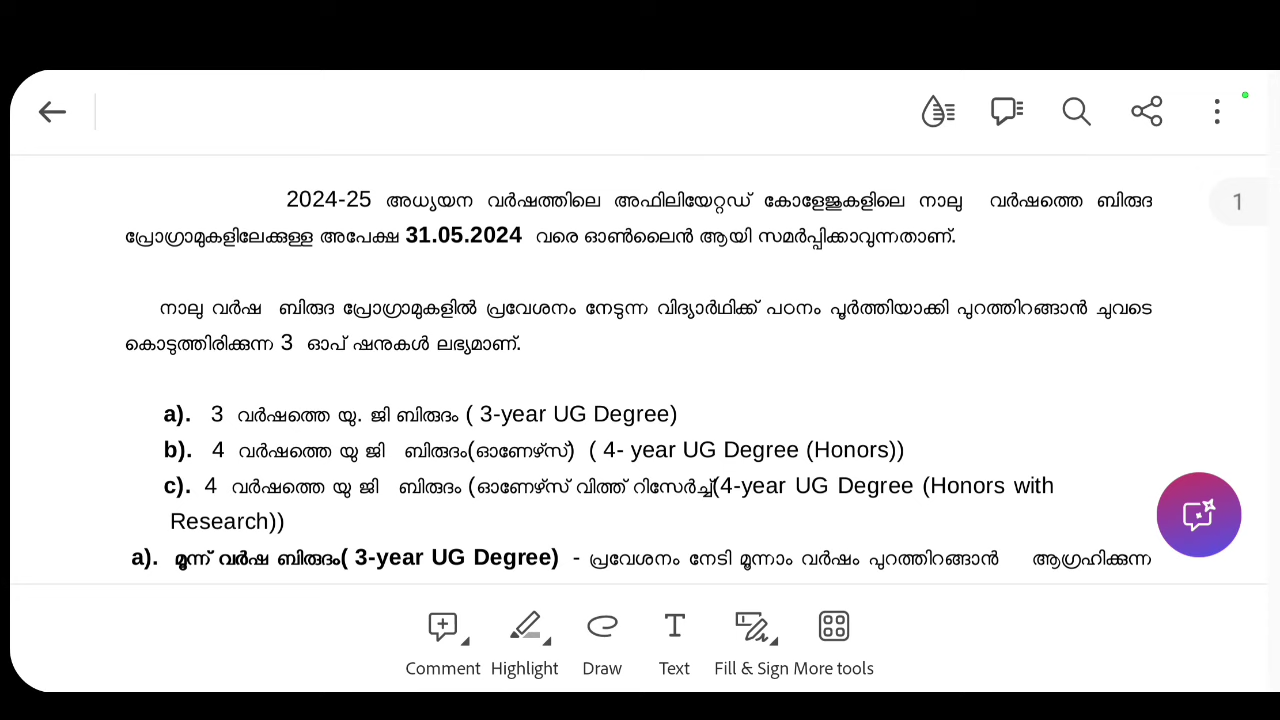 1
2024-25 അധ്യയന വർഷത്തിലെ അഫിലിയേറ്റഡ് കോളേജുകളിലെ നാലു വർഷത്തെ ബിരുദ
പ്രോഗ്രാമുകളിലേക്കുള്ള അപേക്ഷ 31.05.2024 വരെ ഓൺലൈൻ ആയി സമർപ്പിക്കാവുന്നതാണ്.
നാലു വർഷ ബിരുദ പ്രോഗ്രാമുകളിൽ പ്രവേശനം നേടുന്ന വിദ്യാർഥിക്ക് പഠനം പൂർത്തിയാക്കി പുറത്തിറങ്ങാൻ ചുവടെ
കൊടുത്തിരിക്കുന്ന 3 ഓപ് ഷനുകൾ ലഭ്യമാണ്.
a). 3 വർഷത്തെ യു. ജി ബിരുദം ( 3-year UG Degree)
b). 4 വർഷത്തെ യു ജി ബിരുദം(ഓണേഴ്സ്) ( 4- year UG Degree (Honors))
c). 4 വർഷത്തെ യു ജി ബിരുദം (ഓണേഴ്സ് വിത്ത് റിസേർച്ച്(4-year UG Degree (Honors with
Research))
a). മൂന്ന് വർഷ ബിരുദം( 3-year UG Degree) - പ്രവേശനം നേടി മൂന്നാം വർഷം പുറത്തിറങ്ങാൻ ആഗ്രഹിക്കുന്ന
Comment Highlight Draw Text Fill & Sign More tools